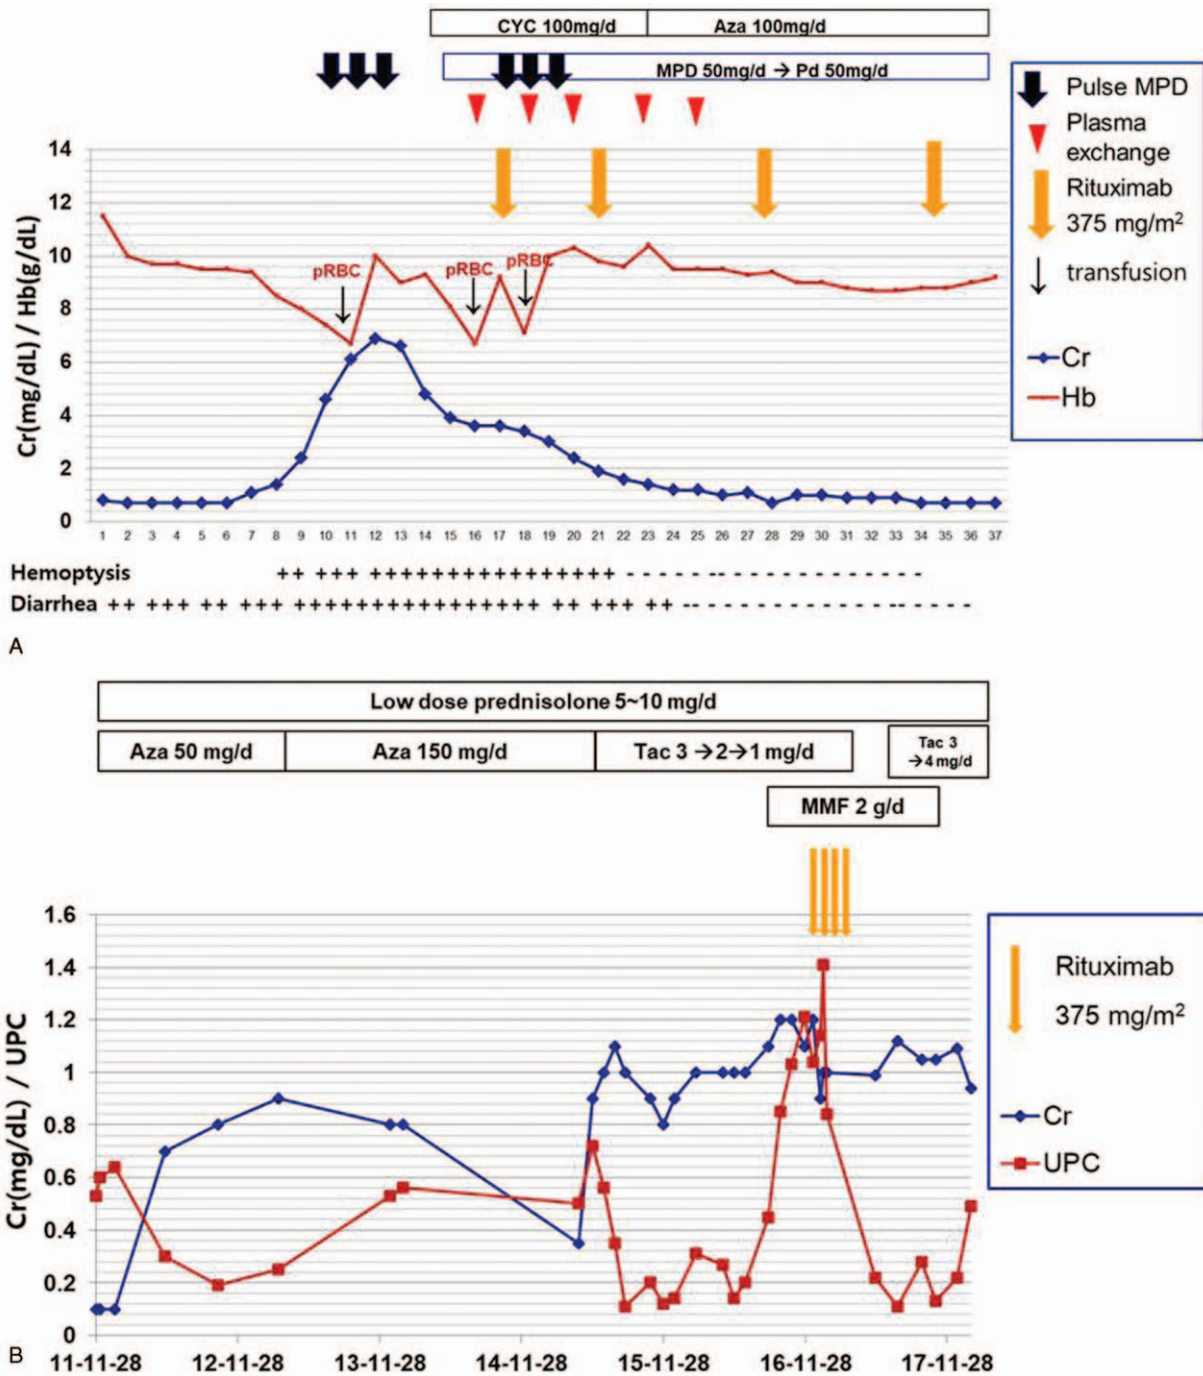 CYC 100mg/d Aza 100mg/d
MPD 50mg/d → Pd 50mg/d
Pulse MPD
Plasma
exchange
Rituximab
375 mg/m²
transfusion
Cr
Hb
Cr(mg/dL) / Hb(g/dL)
14
12
10
8
6
4
2
0
pRBC pRBC pRBC
1 2 3 4 5 6 7 8 9 10 11 12 13 14 15 16 17 18 19 20 21 22 23 24 25 26 27 28 29 30 31 32 33 34 35 36 37
Hemoptysis ++ +++ ++++++++++++++++++++ - - - - - -- - - - - - - - - - - - - -
Diarrhea ++ +++ ++ +++ ++++++++++++++++++++ ++ +++ ++ -- - - - - - - - - - - - -- - - - -
A
Low dose prednisolone 5~10 mg/d
Aza 50 mg/d Aza 150 mg/d Tac 3 →2→1 mg/d
Tac 3
→4 mg/d
MMF 2 g/d
Cr(mg/dL) / UPC
1.6
1.4
1.2
1
0.8
0.6
0.4
0.2
0
Rituximab
375 mg/m²
Cr
UPC
11-11-28 12-11-28 13-11-28 14-11-28 15-11-28 16-11-28 17-11-28
B